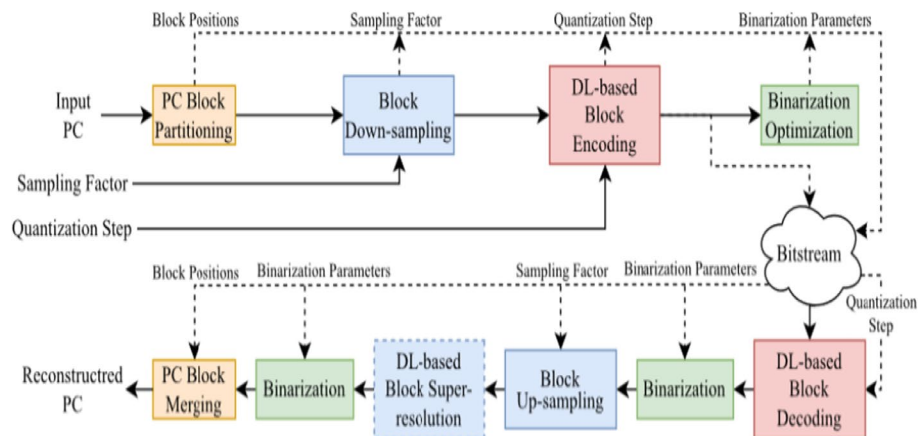 Block Positions
Sampling Factor
Quantization Step
Binarization Parameters
Input
PC
PC Block
Partitioning
Block
Down-sampling
DL-based
Block
Encoding
Binarization
Optimization
Sampling Factor
Quantization Step
Bitstream
Block Positions
Binarization Parameters
Sampling Factor
Binarization Parameters
Quantization
Step
Reconstructred
PC
PC Block
Merging
Binarization
DL-based
Block Super-
resolution
Block
Up-sampling
Binarization
DL-based
Block
Decoding